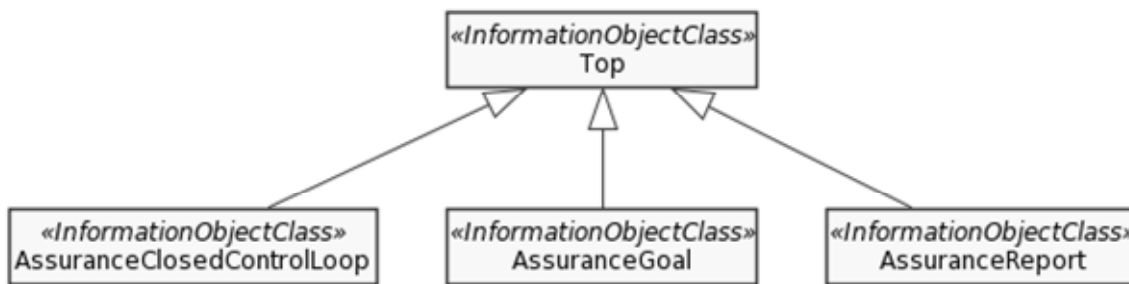 «InformationObjectClass»
Top
«InformationObjectClass»
AssuranceClosedControlLoop
«InformationObjectClass»
AssuranceGoal
«InformationObjectClass»
AssuranceReport